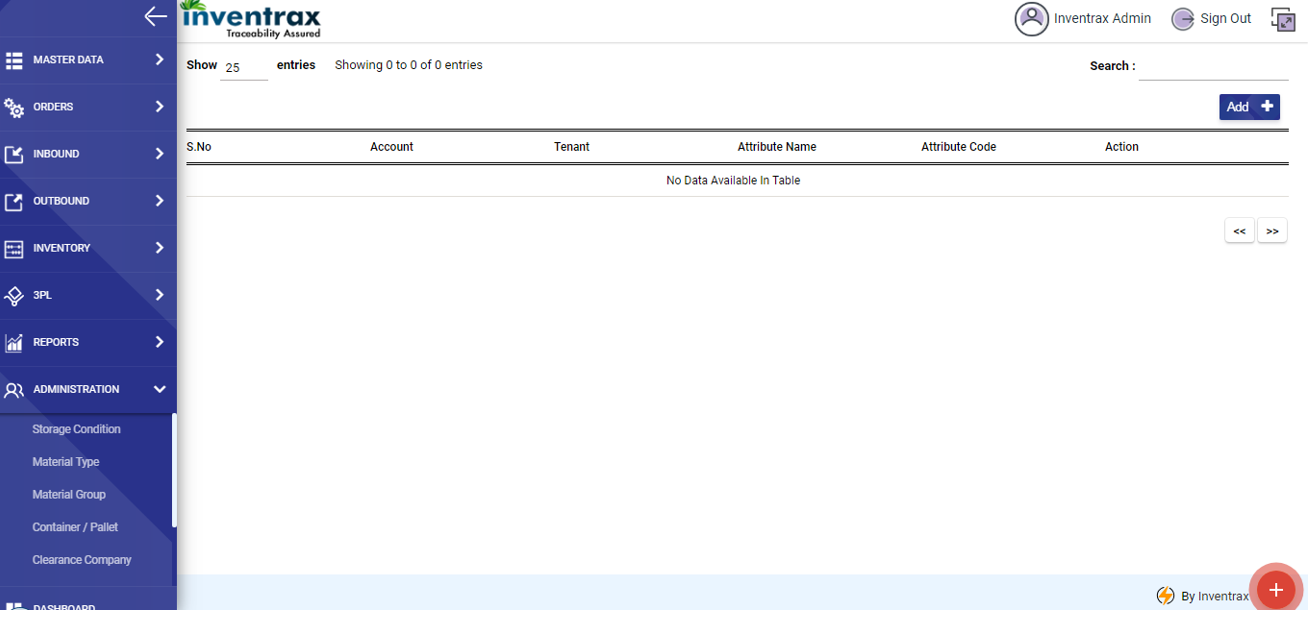 inventrax
Traceability Assured
Inventrax Admin
Sign Out
MASTER DATA
ORDERS
INBOUND
OUTBOUND
INVENTORY
3PL
REPORTS
ADMINISTRATION
Storage Condition
Material Type
Material Group
Container / Pallet
Clearance Company
DASHBOARD
Show 25 entries Showing 0 to 0 of 0 entries Search :
Add +
S.No Account Tenant Attribute Name Attribute Code Action
No Data Available In Table
<< >>
By Inventrax
+